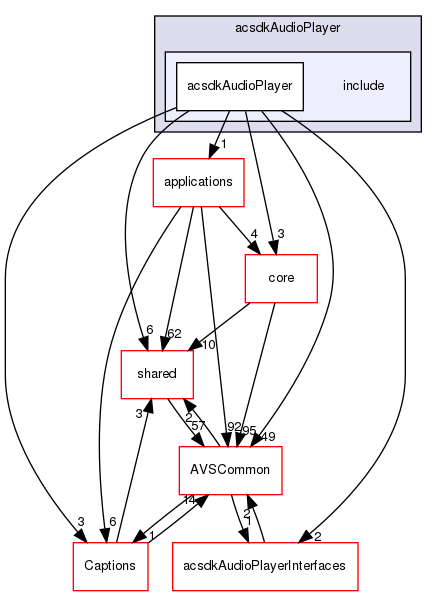 acsdkAudioPlayer
acsdkAudioPlayer
include
1
applications
4
3
core
6
62
10
shared
3
57
2
92
95
49
AVSCommon
14
1
2
1
3
6
2
Captions
acsdkAudioPlayerInterfaces